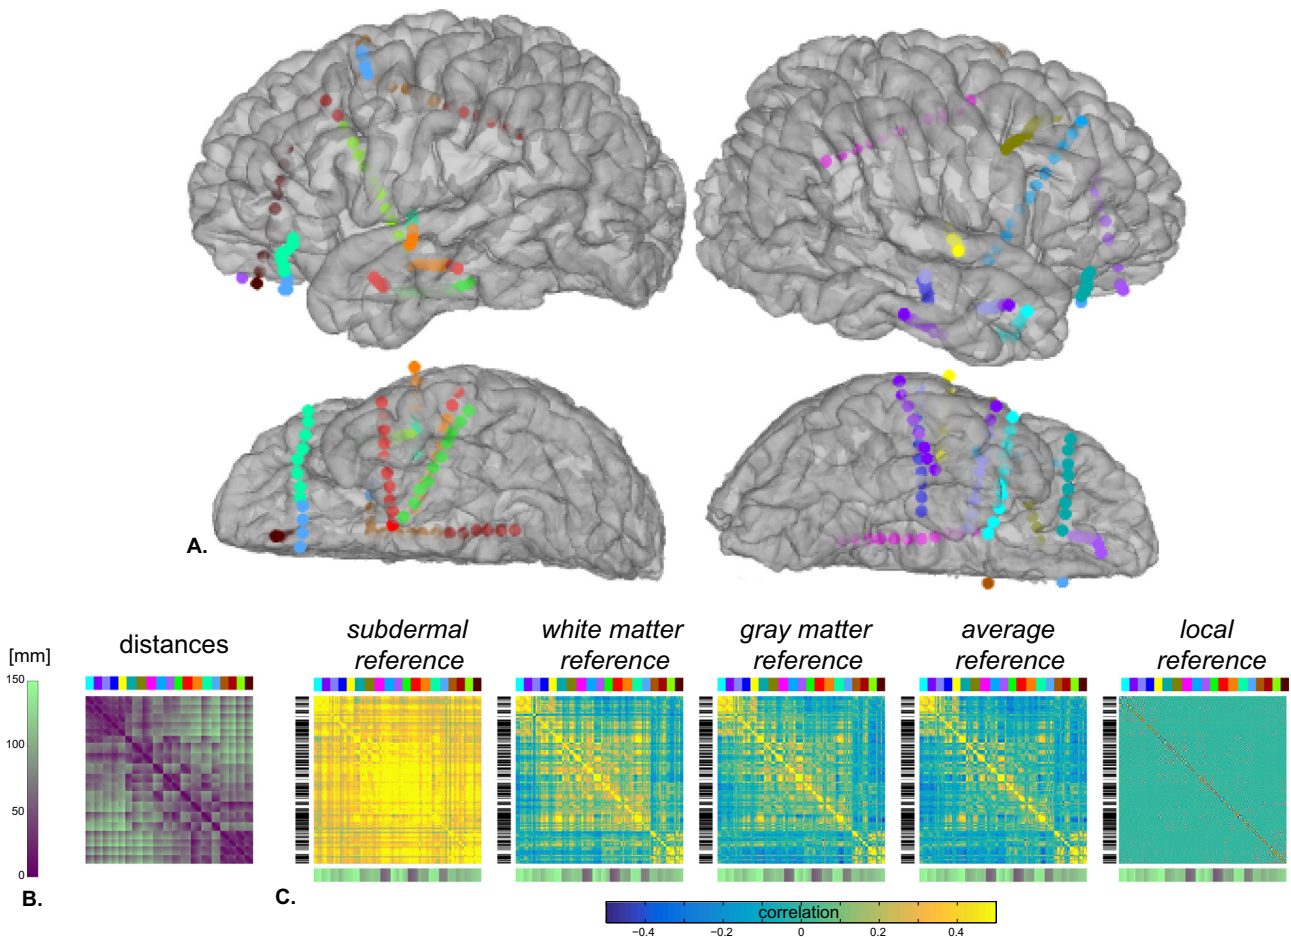 A.
distances
subdermal
reference
white matter
reference
gray matter
reference
average
reference
local
reference
[mm]
150
100
50
0
B.
C.
correlation
−0.4 −0.2 0 0.2 0.4